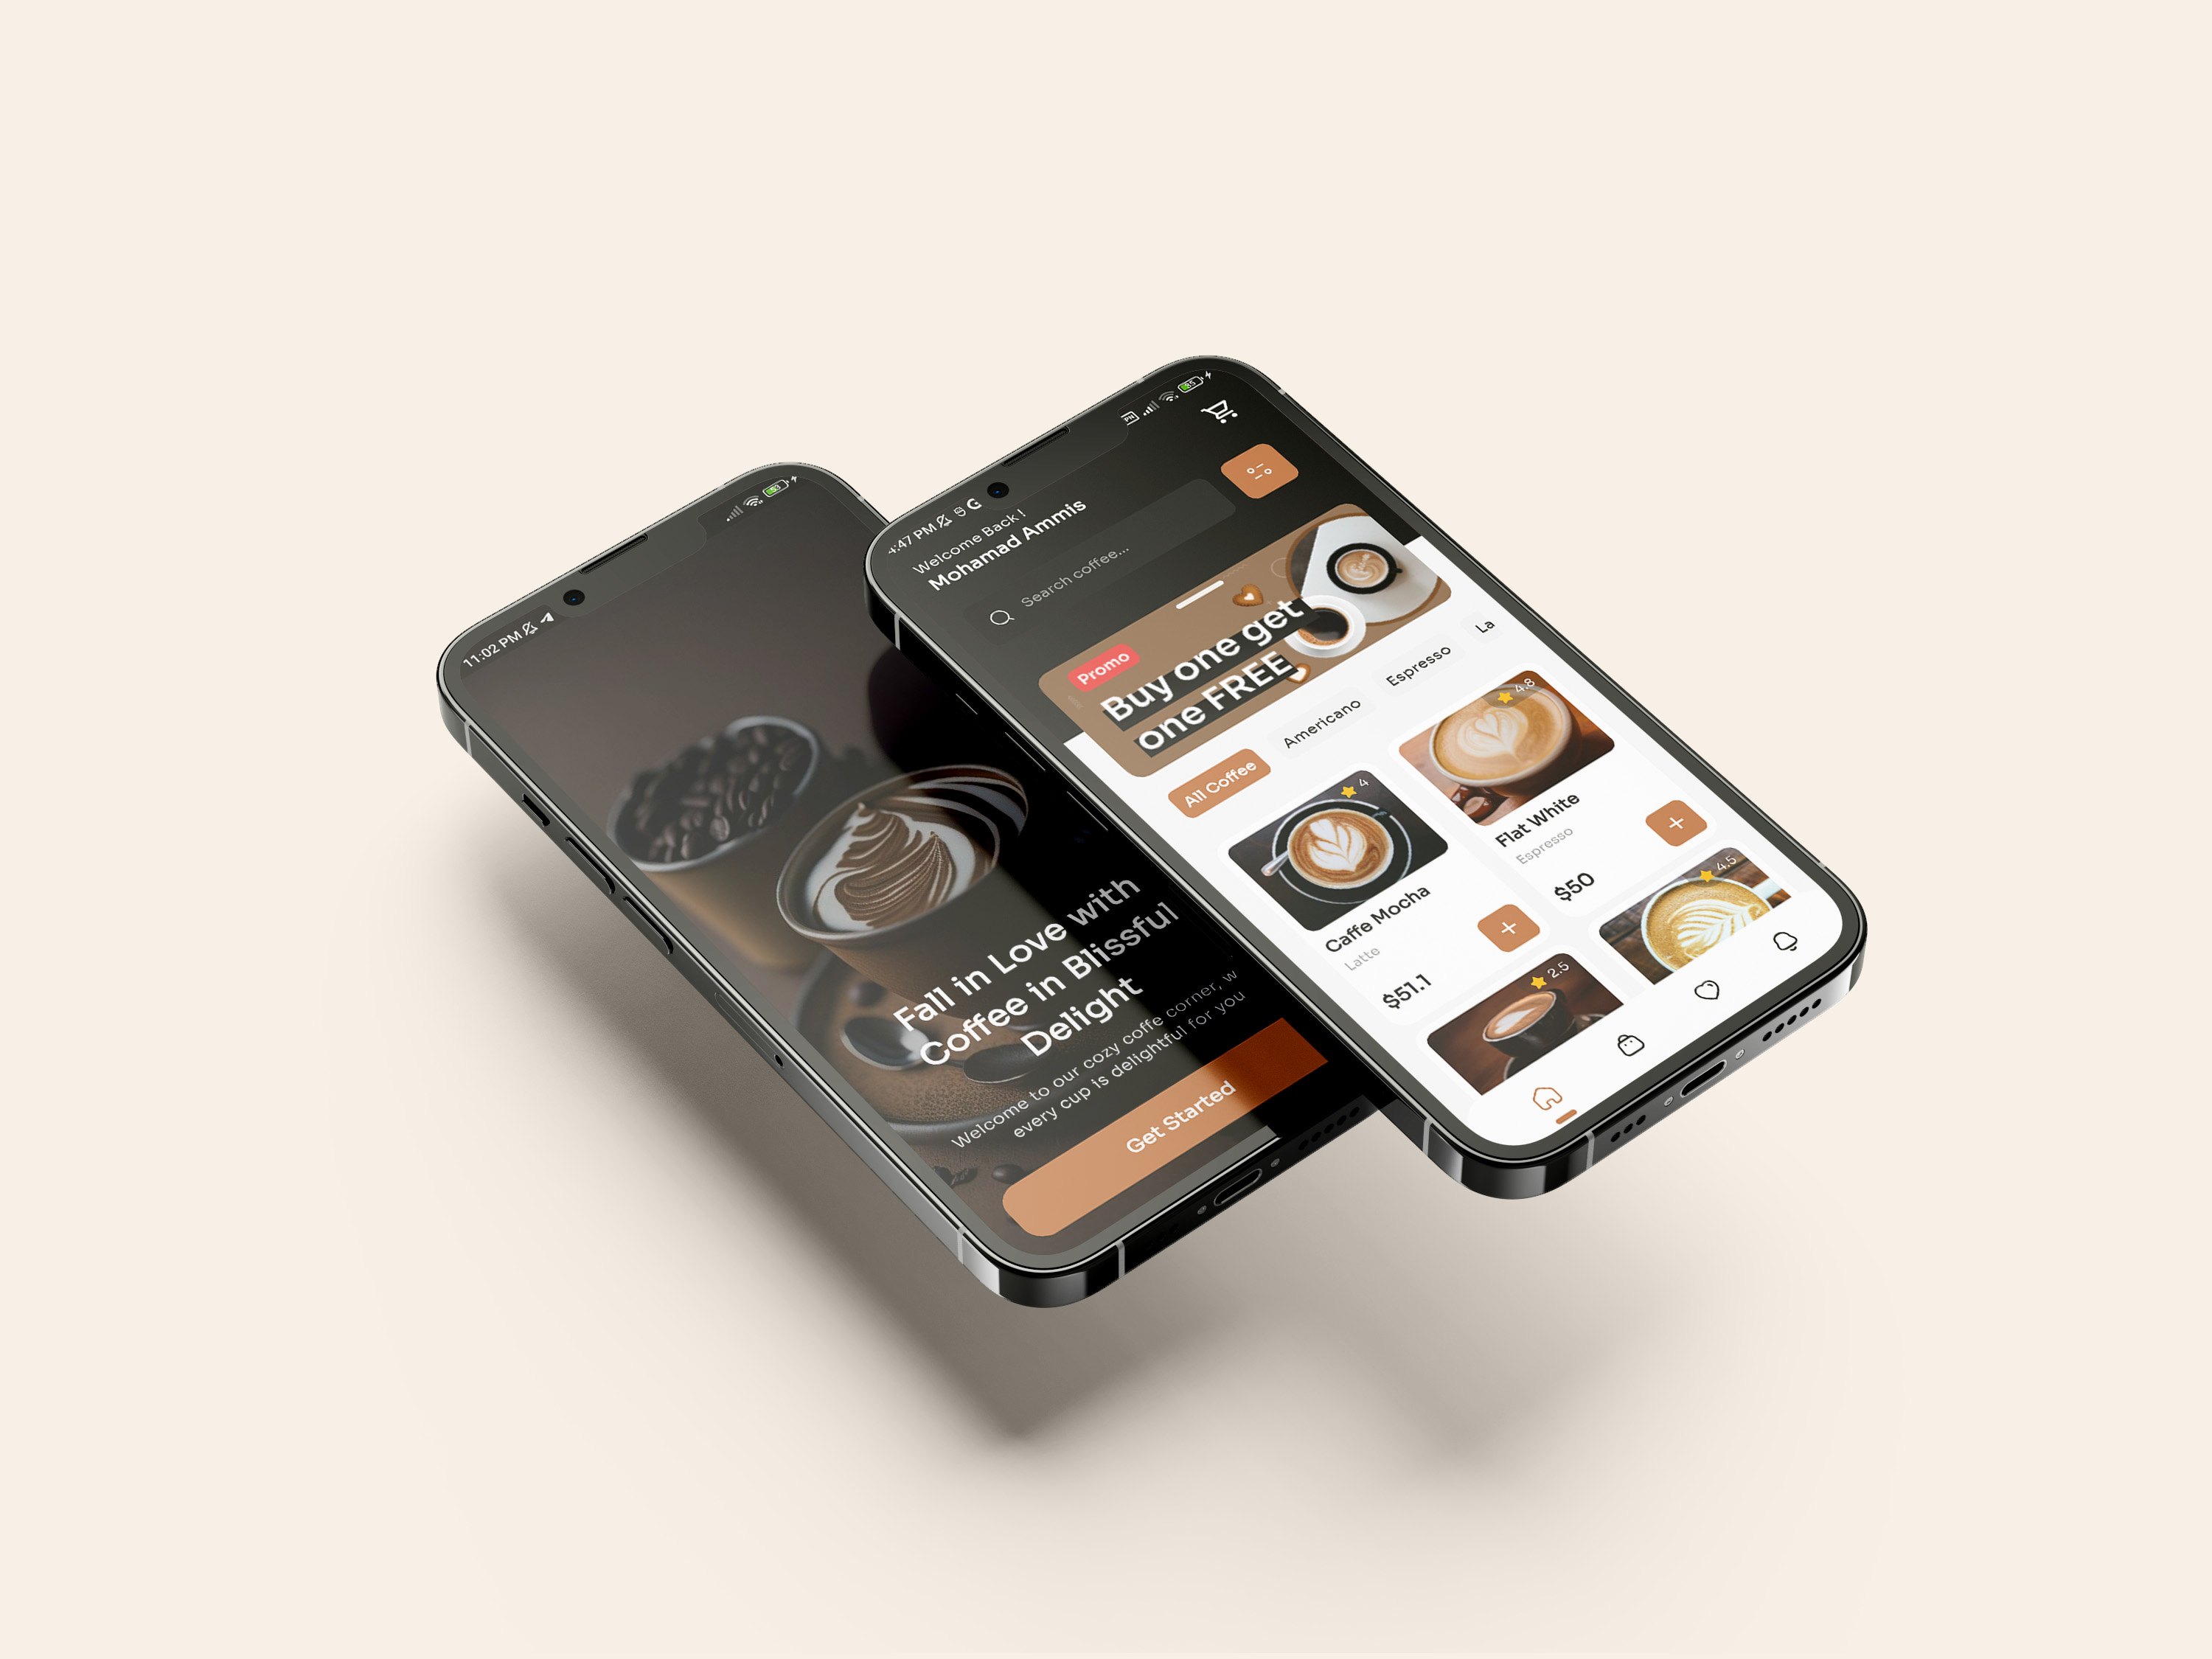 11:02 PM
Fall in Love with
Coffee in Blissful
Delight
Welcome to our cozy coffe corner, w
every cup is delightful for you
Get Started
4:47 PM
Welcome Back !
Mohamad Ammis
Search coffee...
Promo
Buy one get
one FREE
All Coffee
Americano
Espresso
La
4
Caffe Mocha
Latte
$51.1
4.8
Flat White
Espresso
$50
2.5
4.5